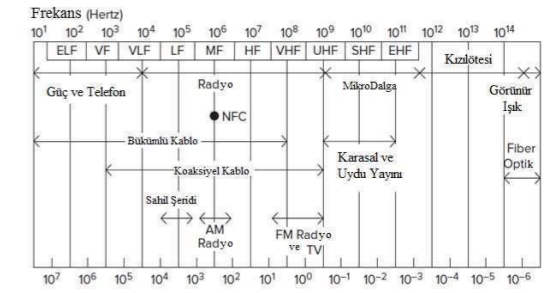 Frekans (Hertz)
10¹ 10² 10³ 10⁴ 10⁵ 10⁶ 10⁷ 10⁸ 10⁹ 10¹⁰ 10¹¹ 10¹² 10¹³ 10¹⁴
ELF VF VLF LF MF HF VHF UHF SHF EHF
Kızılötesi
Güç ve Telefon
Radyo
MikroDalga
Görünür
Işık
NFC
Bükümlü Kablo
Karasal ve
Uydu Yayını
Fiber
Optik
Koaksiyel Kablo
Sahil Şeridi
AM
Radyo
FM Radyo
ve TV
10⁷ 10⁶ 10⁵ 10⁴ 10³ 10² 10¹ 10⁰ 10⁻¹ 10⁻² 10⁻³ 10⁻⁴ 10⁻⁵ 10⁻⁶